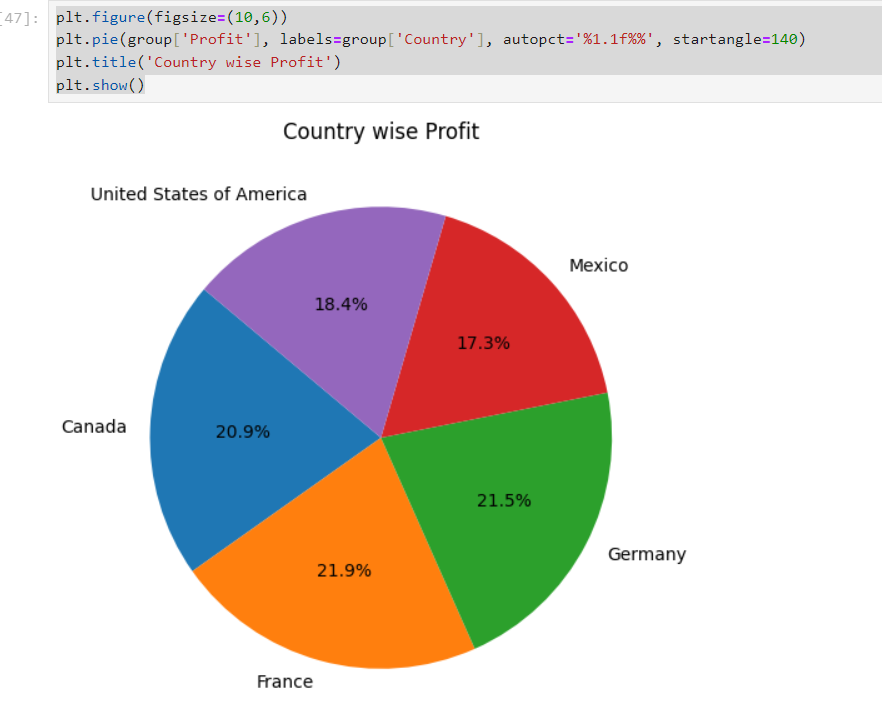 [47]:
plt.figure(figsize=(10,6))
plt.pie(group['Profit'], labels=group['Country'], autopct='%1.1f%%', startangle=140)
plt.title('Country wise Profit')
plt.show()
Country wise Profit
United States of America
Mexico
18.4%
17.3%
Canada
20.9%
21.5%
Germany
21.9%
France